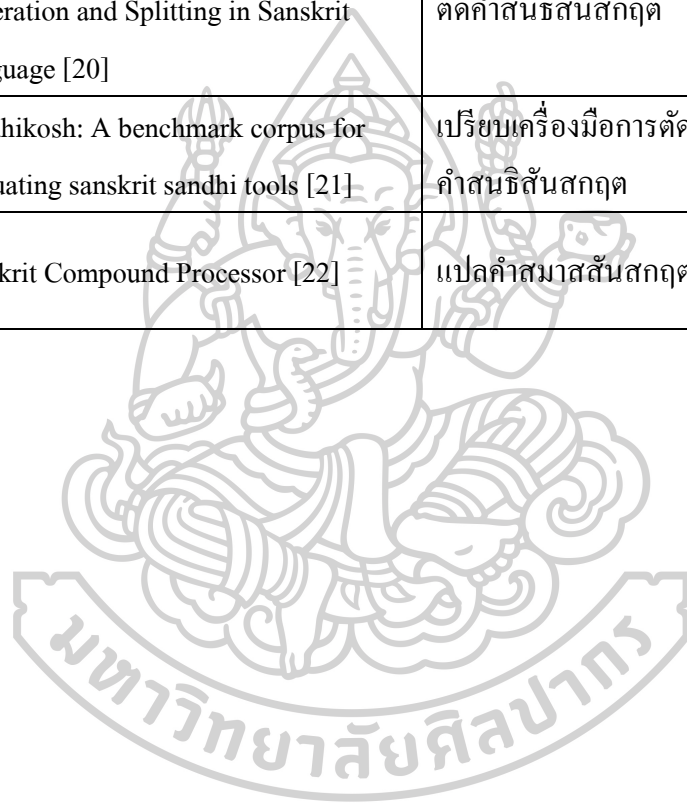 eration and Splitting in Sanskrit
guage [20]
ตัดคำสนธิสันสกฤต
hikosh: A benchmark corpus for
uating sanskrit sandhi tools [21]
เปรียบเครื่องมือการตัด
คำสนธิสันสกฤต
krit Compound Processor [22]
แปลคำสมาสสันสกฤต
มหาวิทยาลัยศิลปากร